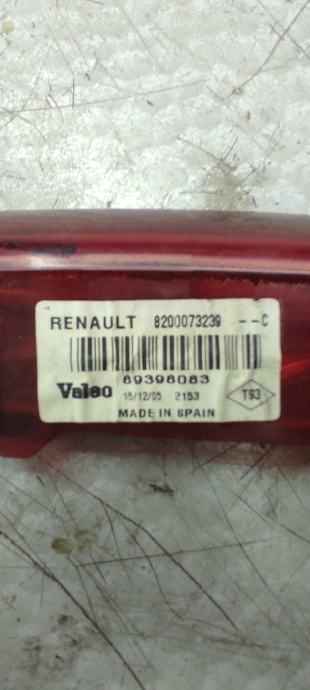 RENAULT 8200073239 --C
89398083
Valeo 15/12/05 2153 T93
MADE IN SPAIN